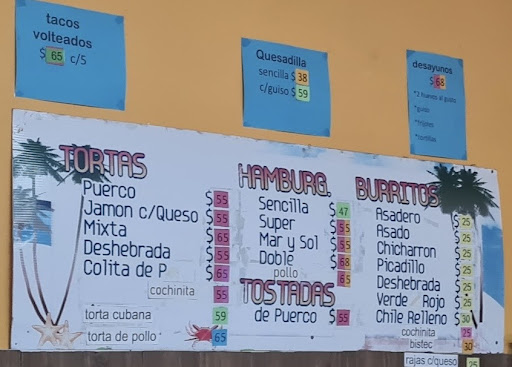 tacos
volteados
$ 65 c/S
Quesadilla
sencilla $ 38
c/guiso $ 59
desayunos
$ 68
*2 huevos al gusto
*guiso
*frijoles
*tortillas
TORTAS
Puerco $ 55
Jamon c/Queso $ 55
Mixta $ 65
Deshebrada $ 55
Colita de P $ 65
cochinita 55
torta cubana 59
torta de pollo 65
HAMBURG.
Sencilla $ 47
Super $ 55
Mar y Sol $ 55
Doble $ 68
pollo 65
TOSTADAS
de Puerco $ 55
BURRITOS
Asadero $ 25
Asado $ 25
Chicharron $ 25
Picadillo $ 25
Deshebrada $ 25
Verde Rojo $ 25
Chile Relleno $ 30
cochinita 25
bistec 30
rajas c/queso 25